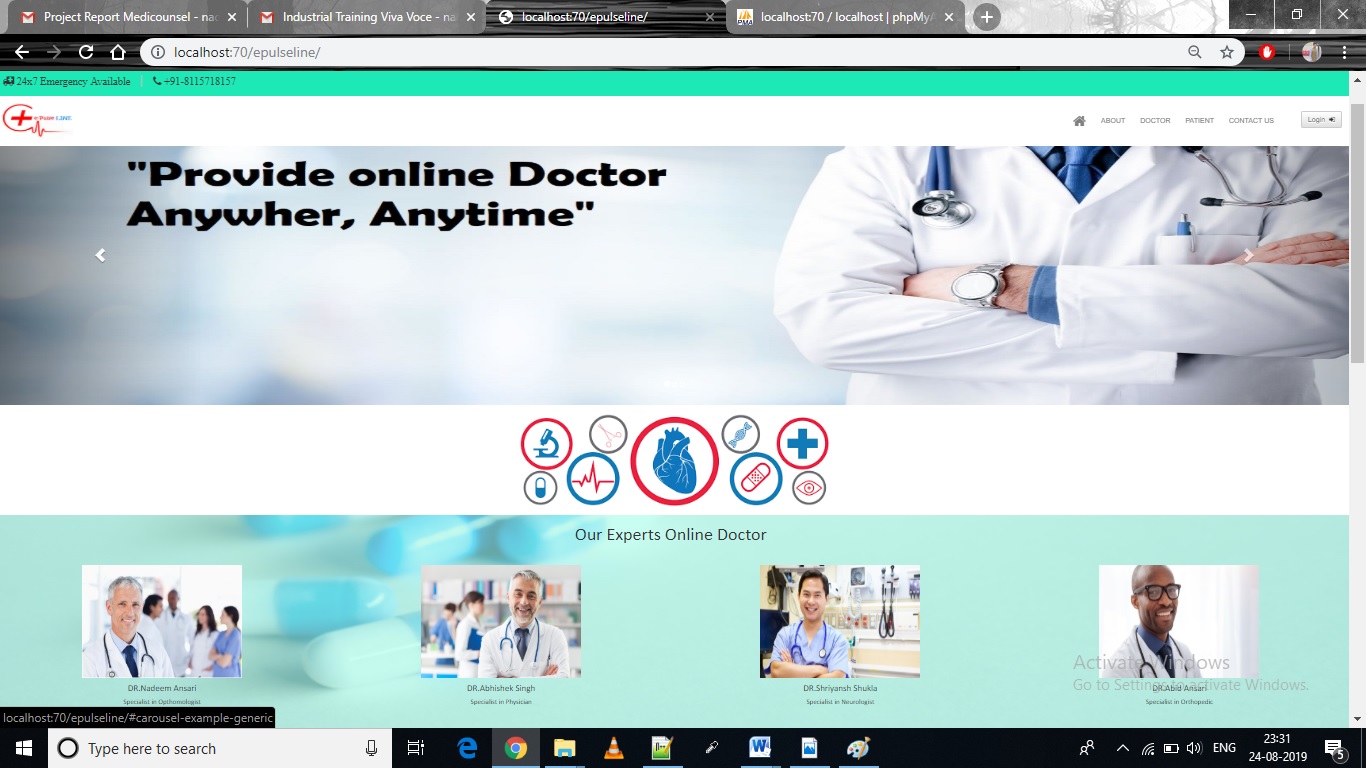 Project Report Medicounsel - nac
Industrial Training Viva Voce - na
localhost:70/epulseline/
localhost:70 / localhost | phpMyA
localhost:70/epulseline/
24x7 Emergency Available
+91-8115718157
ABOUT
DOCTOR
PATIENT
CONTACT US
Login
"Provide online Doctor
Anywher, Anytime"
Our Experts Online Doctor
DR.Nadeem Ansari
Specialist in Opthomologist
DR.Abhishek Singh
Specialist in Physician
DR.Shriyansh Shukla
Specialist in Neurologist
DR.Abid Ansari
Specialist in Orthopedic
Activate Windows
Go to Settings to activate Windows.
localhost:70/epulseline/#carousel-example-generic
Type here to search
ENG
23:31
24-08-2019
5